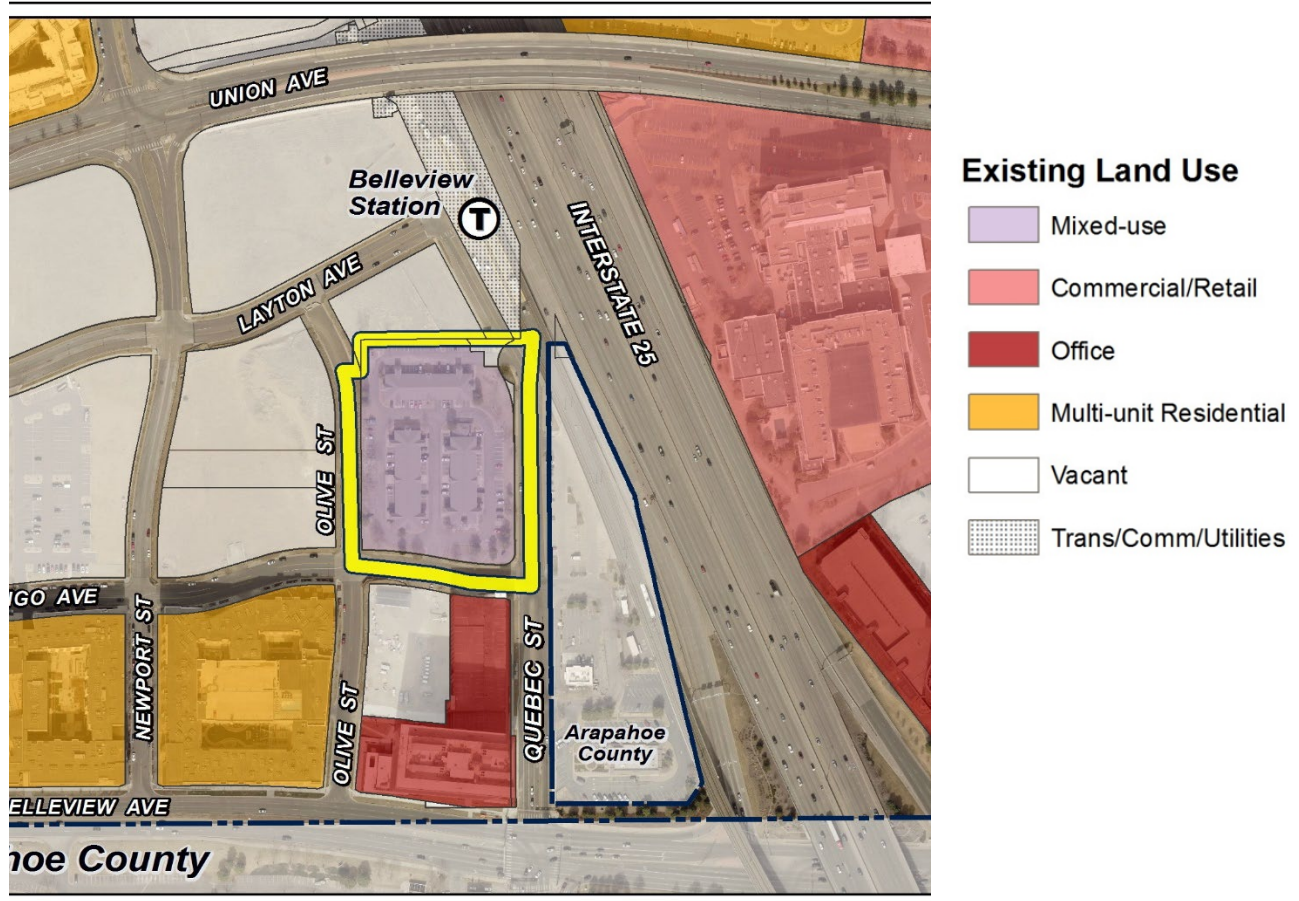 UNION AVE
Belleview
Station
T
INTERSTATE 25
LAYTON AVE
OLIVE ST
IGO AVE
NEWPORT ST
OLIVE ST
QUEBEC ST
Arapahoe
County
ELLEVIEW AVE
hoe County
Existing Land Use
Mixed-use
Commercial/Retail
Office
Multi-unit Residential
Vacant
Trans/Comm/Utilities